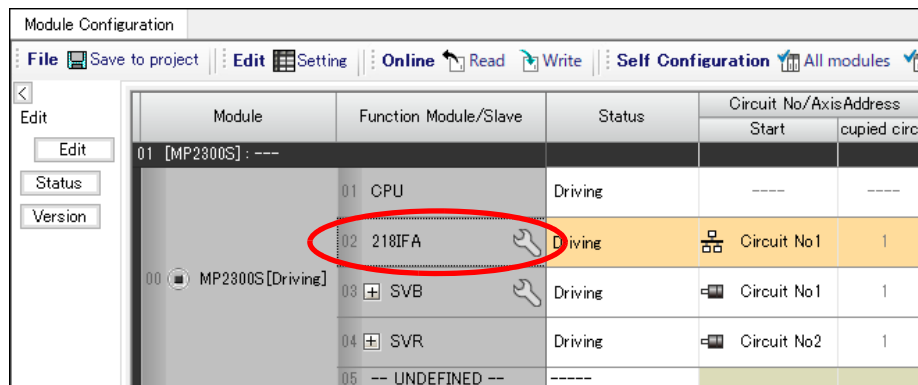 Module Configuration
File Save to project Edit Setting Online Read Write Self Configuration All modules
<
Edit
Edit
Status
Version
Module Function Module/Slave Status Circuit No/AxisAddress
Start cupied circ
01 [MP2300S] : ---
00 MP2300S[Driving]
01 CPU Driving ---- ----
02 218IFA Driving Circuit No1 1
03 + SVB Driving Circuit No1 1
04 + SVR Driving Circuit No2 1
05 -- UNDEFINED -- -----